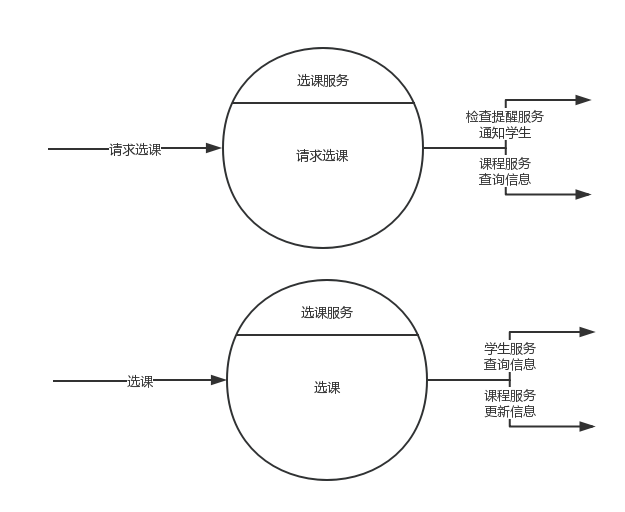 选课服务
请求选课
请求选课
检查提醒服务
通知学生
课程服务
查询信息
选课服务
选课
选课
学生服务
查询信息
课程服务
更新信息